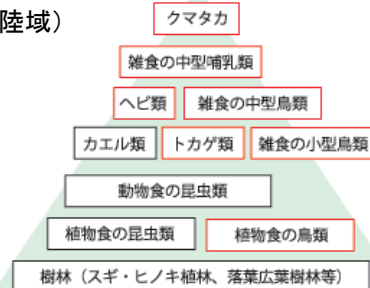 陸域）
クマタカ
雑食の中型哺乳類
ヘビ類 雑食の中型鳥類
カエル類 トカゲ類 雑食の小型鳥類
動物食の昆虫類
植物食の昆虫類 植物食の鳥類
樹林（スギ・ヒノキ植林、落葉広葉樹林等）